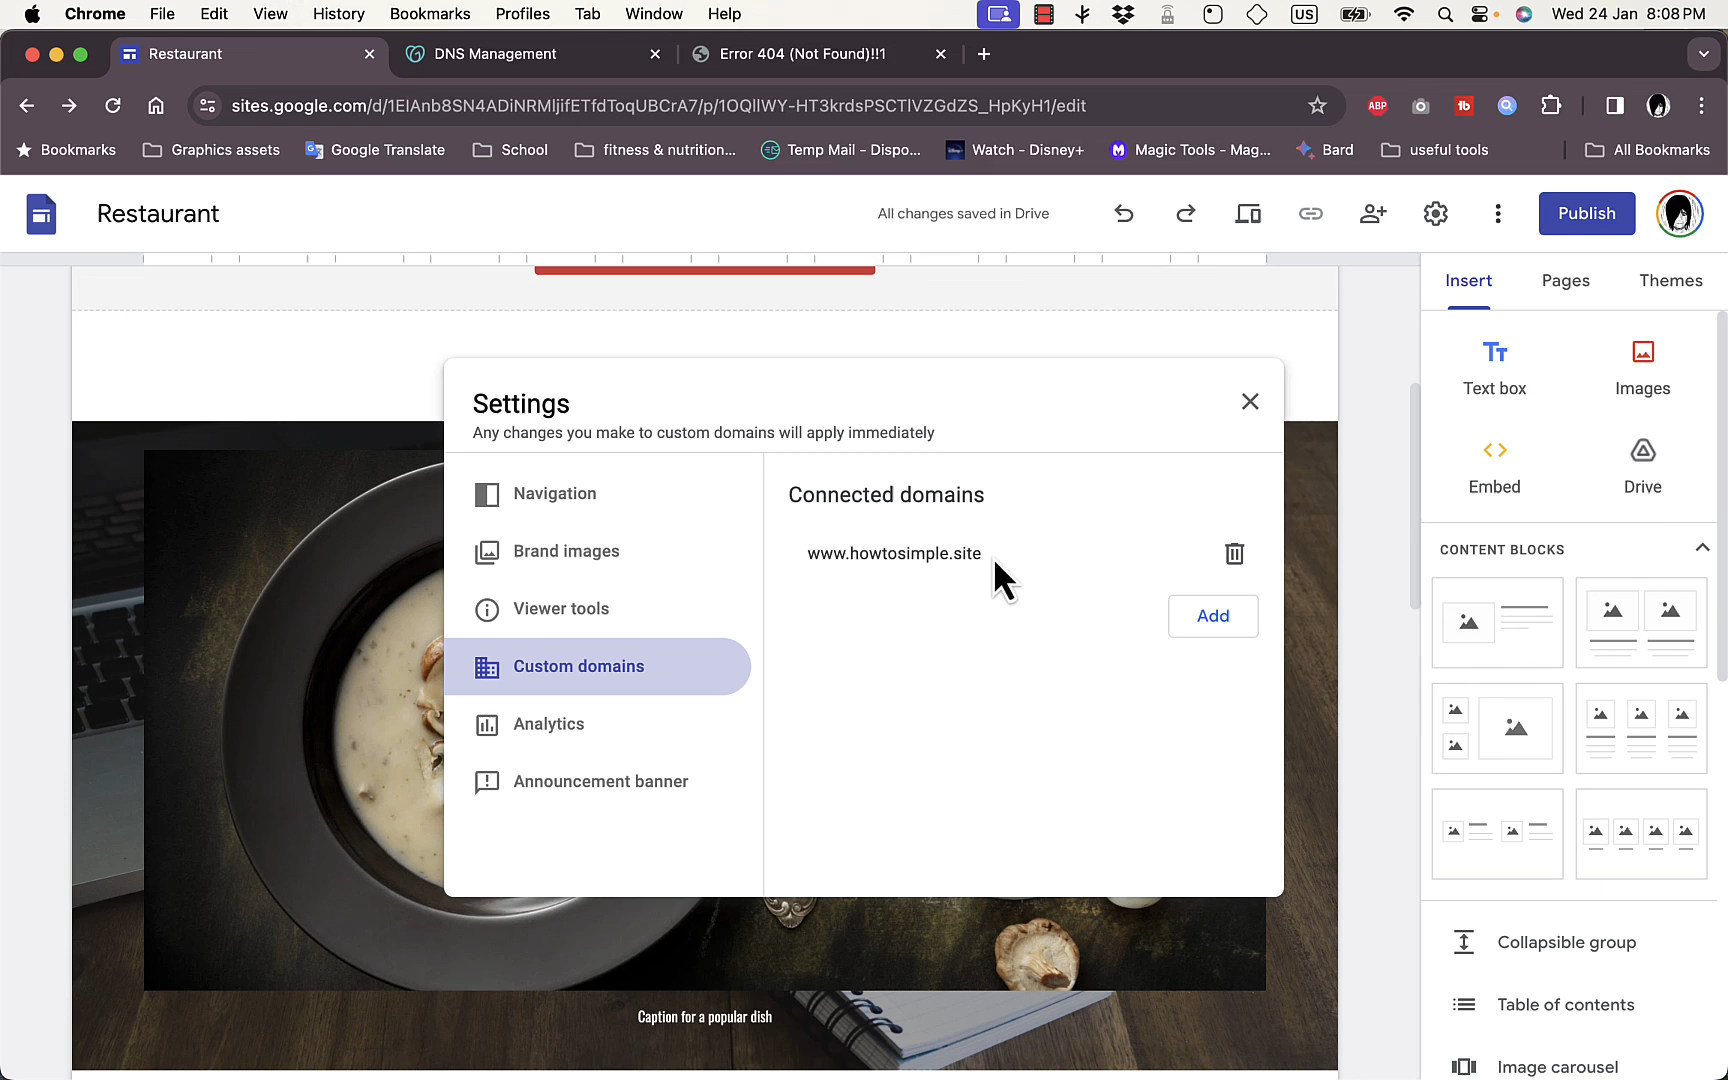 Chrome File Edit View History Bookmarks Profiles Tab Window Help US Wed 24 Jan 8:08 PM
Restaurant DNS Management Error 404 (Not Found)!!1
sites.google.com/d/1EIAnb8SN4ADiNRMljifETfdToqUBCrA7/p/1OQIlWY-HT3krdsPSCTlVZGdZS_HpKyH1/edit ABP tb
Bookmarks Graphics assets Google Translate School fitness & nutrition... Temp Mail - Dispo... Watch - Disney+ Magic Tools - Mag... Bard useful tools All Bookmarks
Restaurant All changes saved in Drive Publish
Insert Pages Themes
Text box Images
Embed Drive
CONTENT BLOCKS
Collapsible group
Table of contents
Image carousel
Settings
Any changes you make to custom domains will apply immediately
Navigation
Brand images
Viewer tools
Custom domains
Analytics
Announcement banner
Connected domains
www.howtosimple.site
Add
Caption for a popular dish